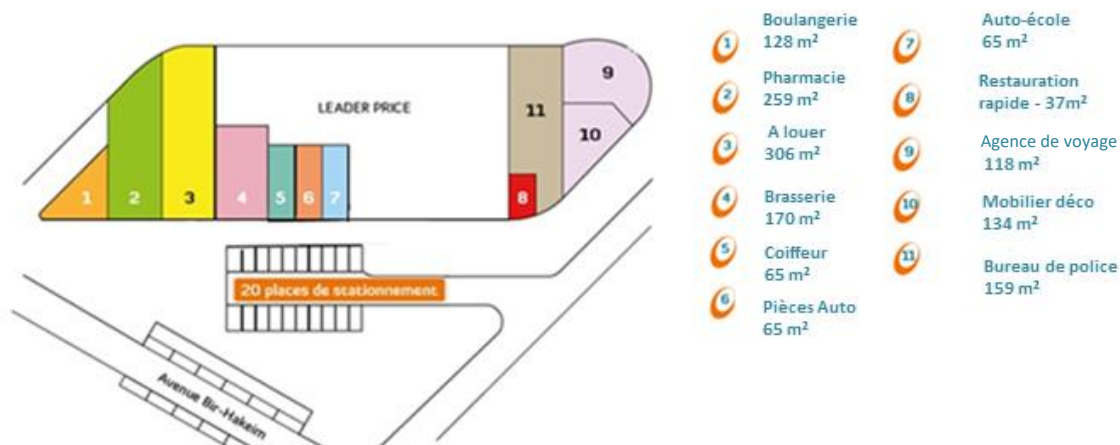 LEADER PRICE
1
2
3
4
5
6
7
8
9
10
11
20 places de stationnement
Avenue Bir-Hakeim
1
Boulangerie
128 m²
2
Pharmacie
259 m²
3
A louer
306 m²
4
Brasserie
170 m²
5
Coiffeur
65 m²
6
Pièces Auto
65 m²
7
Auto-école
65 m²
8
Restauration
rapide - 37m²
9
Agence de voyage
118 m²
10
Mobilier déco
134 m²
11
Bureau de police
159 m²